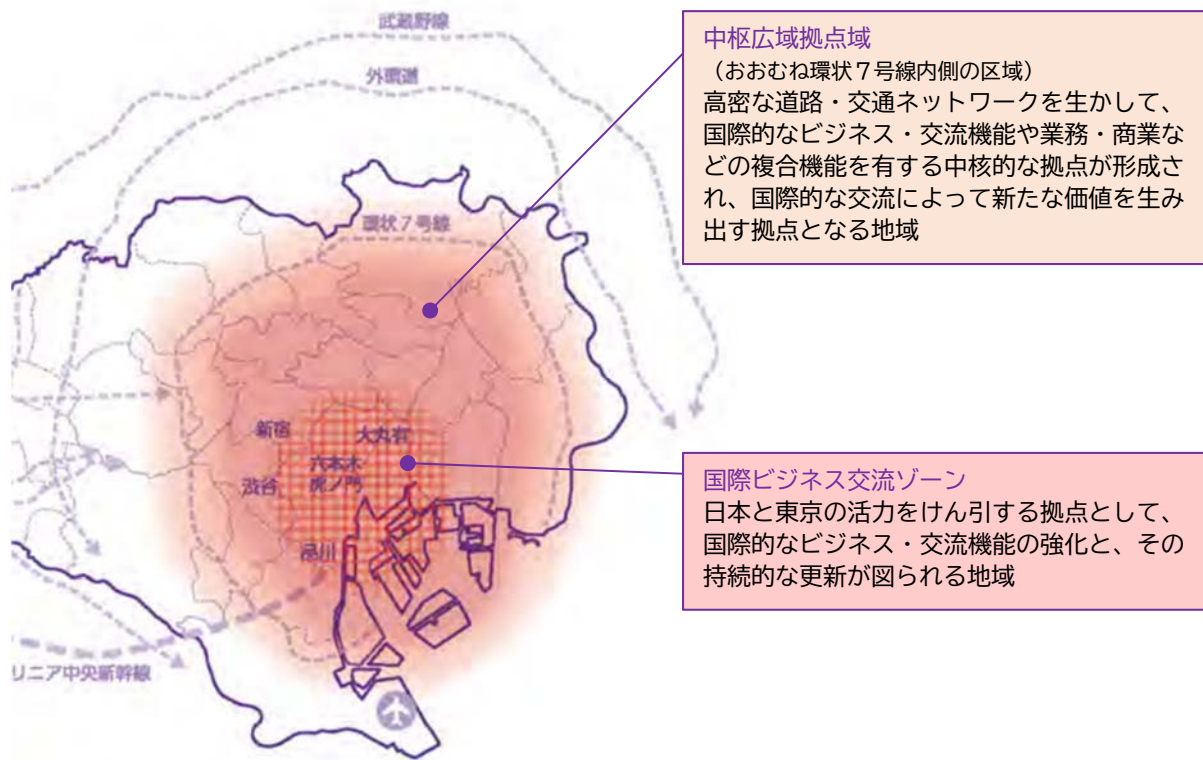 武蔵野線
外環道
環状７号線
新宿
大丸有
六本木
虎ノ門
渋谷
品川
リニア中央新幹線
中枢広域拠点域
（おおむね環状７号線内側の区域）
高密な道路・交通ネットワークを生かして、
国際的なビジネス・交流機能や業務・商業な
どの複合機能を有する中核的な拠点が形成さ
れ、国際的な交流によって新たな価値を生み
出す拠点となる地域
国際ビジネス交流ゾーン
日本と東京の活力をけん引する拠点として、
国際的なビジネス・交流機能の強化と、その
持続的な更新が図られる地域